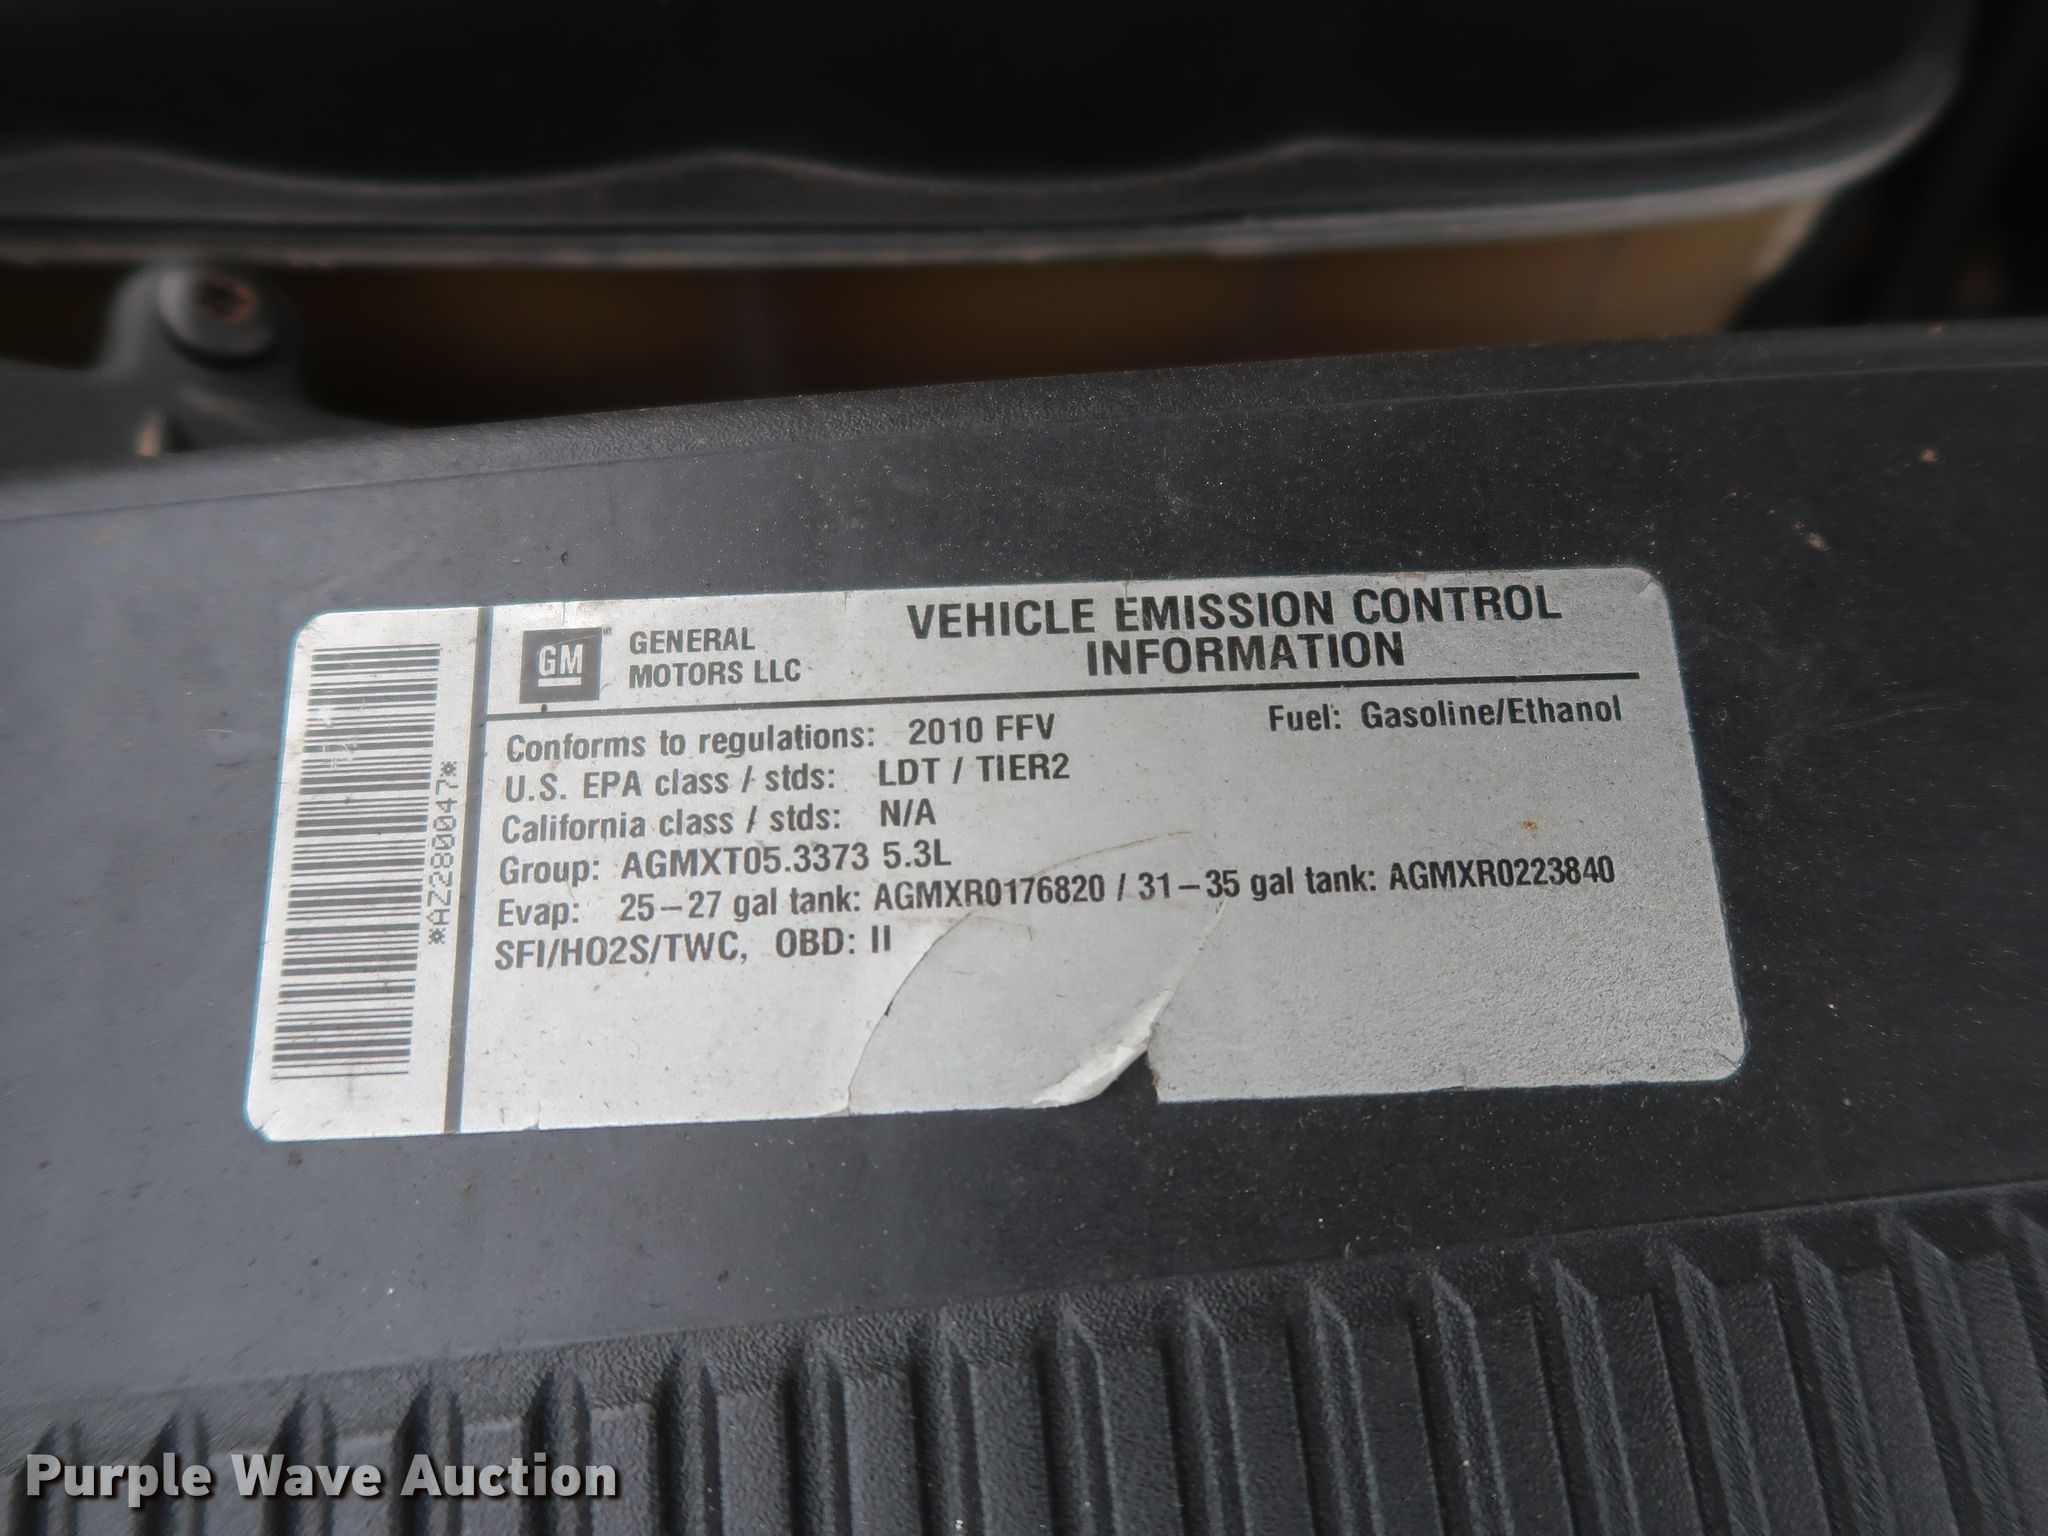 GM
GENERAL
MOTORS LLC
VEHICLE EMISSION CONTROL
INFORMATION
Conforms to regulations: 2010 FFV
Fuel: Gasoline/Ethanol
U.S. EPA class / stds: LDT / TIER2
California class / stds: N/A
Group: AGMXT05.3373 5.3L
Evap: 25–27 gal tank: AGMXR0176820 / 31–35 gal tank: AGMXR0223840
SFI/HO2S/TWC, OBD: II
*AZ280047*
Purple Wave Auction